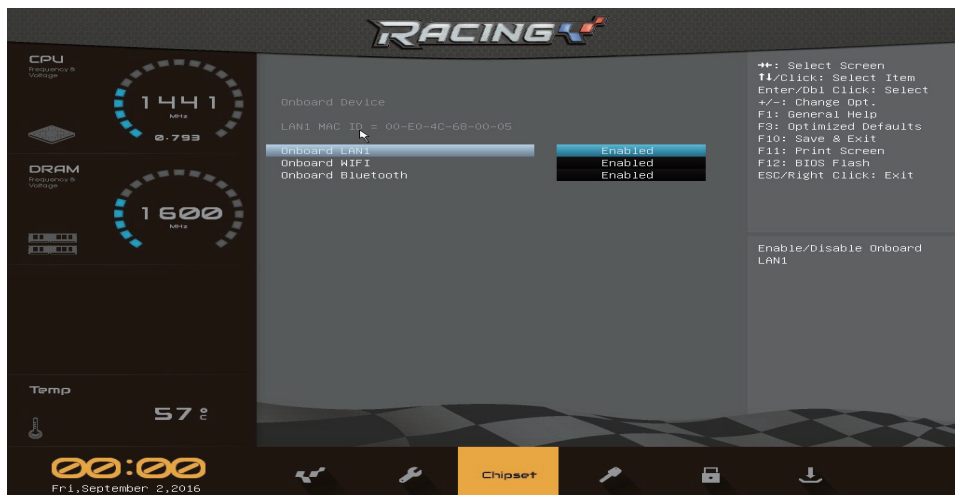 RACING
CPU
Frequency &
Voltage
1441
MHz
0.793
DRAM
Frequency &
Voltage
1600
MHz
Temp
57 °C
00:00
Fri,September 2,2016
Onboard Device
LAN1 MAC ID = 00-E0-4C-68-00-05
Onboard LAN1 Enabled
Onboard WIFI Enabled
Onboard Bluetooth Enabled
→←: Select Screen
↑↓/Click: Select Item
Enter/Dbl Click: Select
+/-: Change Opt.
F1: General Help
F3: Optimized Defaults
F10: Save & Exit
F11: Print Screen
F12: BIOS Flash
ESC/Right Click: Exit
Enable/Disable Onboard
LAN1
Chipset